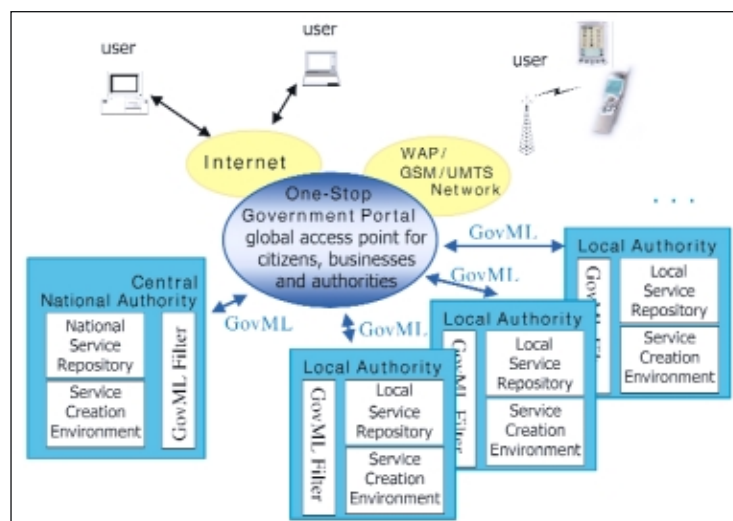 user
user
user
Internet
WAP/
GSM/UMTS
Network
One-Stop
Government Portal
global access point for
citizens, businesses
and authorities
. . .
GovML
GovML
GovML
GovML
Central
National Authority
National
Service
Repository
Service
Creation
Environment
GovML Filter
Local Authority
GovML Filter
Local
Service
Repository
Service
Creation
Environment
Local Authority
GovML Filter
Local
Service
Repository
Service
Creation
Environment
Local Authority
Local
Service
Repository
Service
Creation
Environment